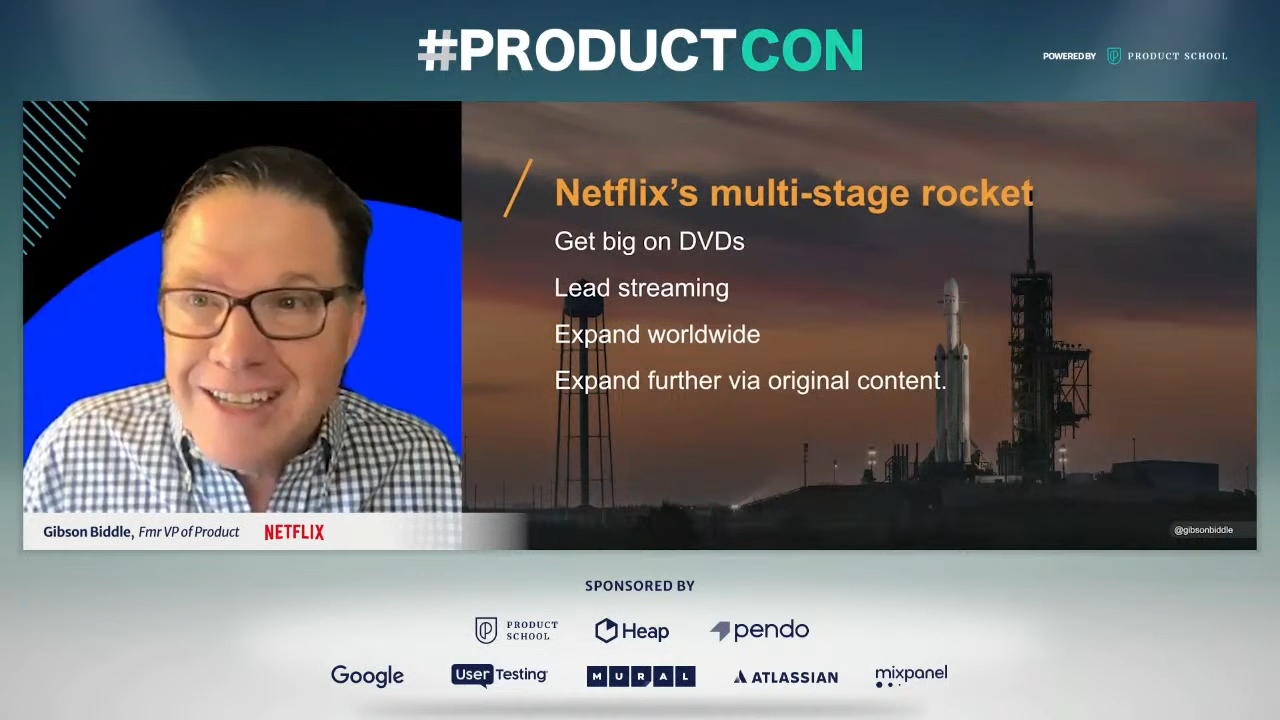 #PRODUCTCON
POWERED BY PRODUCT SCHOOL
Netflix's multi-stage rocket
Get big on DVDs
Lead streaming
Expand worldwide
Expand further via original content.
Gibson Biddle, Fmr VP of Product NETFLIX
@gibsonbiddle
SPONSORED BY
PRODUCT SCHOOL Heap pendo
Google UserTesting MURAL ATLASSIAN mixpanel